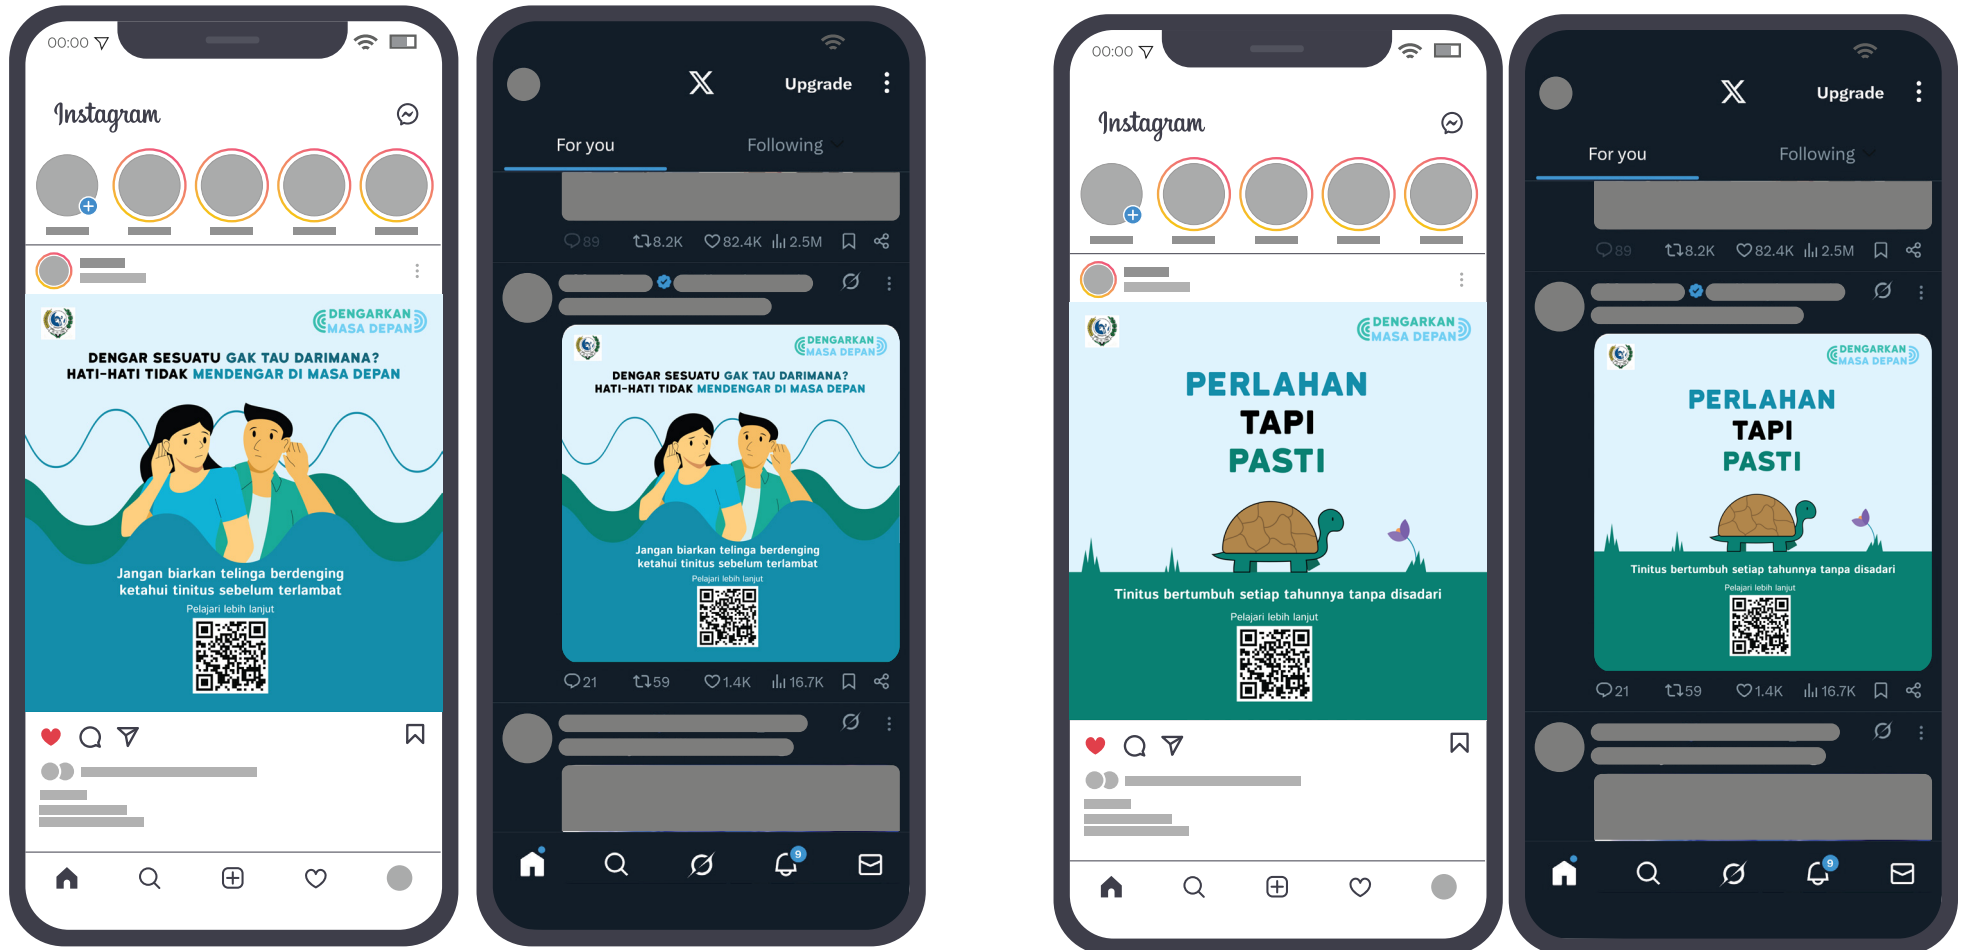 00:00
Instagram
DENGARKAN
MASA DEPAN
DENGAR SESUATU GAK TAU DARIMANA?
HATI-HATI TIDAK MENDENGAR DI MASA DEPAN
Jangan biarkan telinga berdenging
ketahui tinitus sebelum terlambat
Pelajari lebih lanjut
X
Upgrade
For you
Following
89
8.2K
82.4K
2.5M
DENGARKAN
MASA DEPAN
DENGAR SESUATU GAK TAU DARIMANA?
HATI-HATI TIDAK MENDENGAR DI MASA DEPAN
Jangan biarkan telinga berdenging
ketahui tinitus sebelum terlambat
Pelajari lebih lanjut
21
59
1.4K
16.7K
9
00:00
Instagram
DENGARKAN
MASA DEPAN
PERLAHAN
TAPI
PASTI
Tinitus bertumbuh setiap tahunnya tanpa disadari
Pelajari lebih lanjut
X
Upgrade
For you
Following
89
8.2K
82.4K
2.5M
DENGARKAN
MASA DEPAN
PERLAHAN
TAPI
PASTI
Tinitus bertumbuh setiap tahunnya tanpa disadari
Pelajari lebih lanjut
21
59
1.4K
16.7K
9